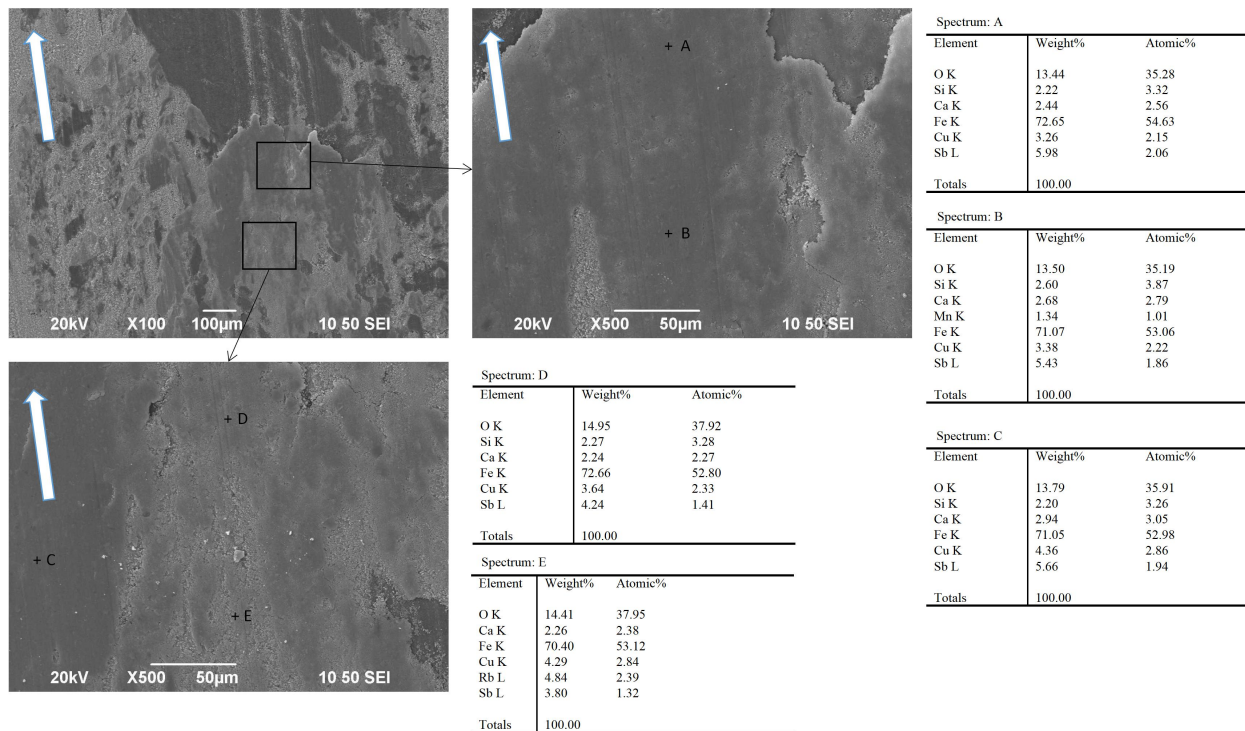 20kV X100 100µm 10 50 SEI
+ A
+ B
20kV X500 50µm 10 50 SEI
Spectrum: A
Element Weight% Atomic%
O K 13.44 35.28
Si K 2.22 3.32
Ca K 2.44 2.56
Fe K 72.65 54.63
Cu K 3.26 2.15
Sb L 5.98 2.06
Totals 100.00
Spectrum: B
Element Weight% Atomic%
O K 13.50 35.19
Si K 2.60 3.87
Ca K 2.68 2.79
Mn K 1.34 1.01
Fe K 71.07 53.06
Cu K 3.38 2.22
Sb L 5.43 1.86
Totals 100.00
+ D
+ C
+ E
20kV X500 50µm 10 50 SEI
Spectrum: D
Element Weight% Atomic%
O K 14.95 37.92
Si K 2.27 3.28
Ca K 2.24 2.27
Fe K 72.66 52.80
Cu K 3.64 2.33
Sb L 4.24 1.41
Totals 100.00
Spectrum: E
Element Weight% Atomic%
O K 14.41 37.95
Ca K 2.26 2.38
Fe K 70.40 53.12
Cu K 4.29 2.84
Rb L 4.84 2.39
Sb L 3.80 1.32
Totals 100.00
Spectrum: C
Element Weight% Atomic%
O K 13.79 35.91
Si K 2.20 3.26
Ca K 2.94 3.05
Fe K 71.05 52.98
Cu K 4.36 2.86
Sb L 5.66 1.94
Totals 100.00